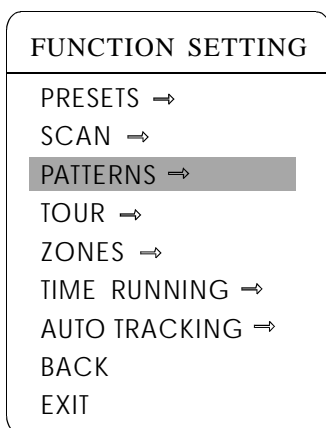 FUNCTION SETTING
PRESETS ⇒
SCAN ⇒
PATTERNS ⇒
TOUR ⇒
ZONES ⇒
TIME RUNNING ⇒
AUTO TRACKING ⇒
BACK
EXIT